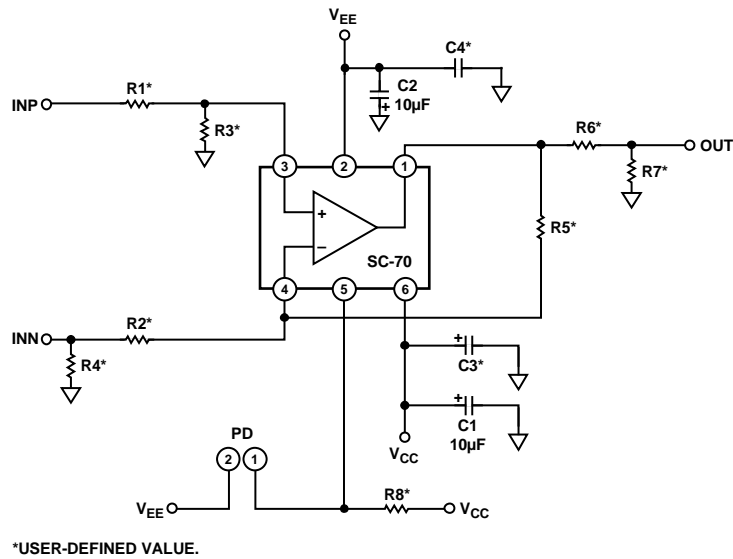 VEE
C4*
C2
10µF
+
R1*
INP
R3*
R6*
OUT
R7*
R5*
3
2
1
+
–
SC-70
4
5
6
INN
R2*
R4*
+
C3*
+
C1
10µF
VCC
PD
2
1
VEE
R8*
VCC
*USER-DEFINED VALUE.